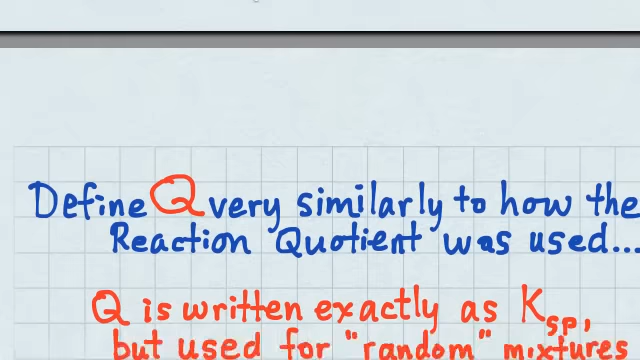 Define Q very similarly to how the
Reaction Quotient was used...
Q is written exactly as Ksp,
but used for "random" mixtures